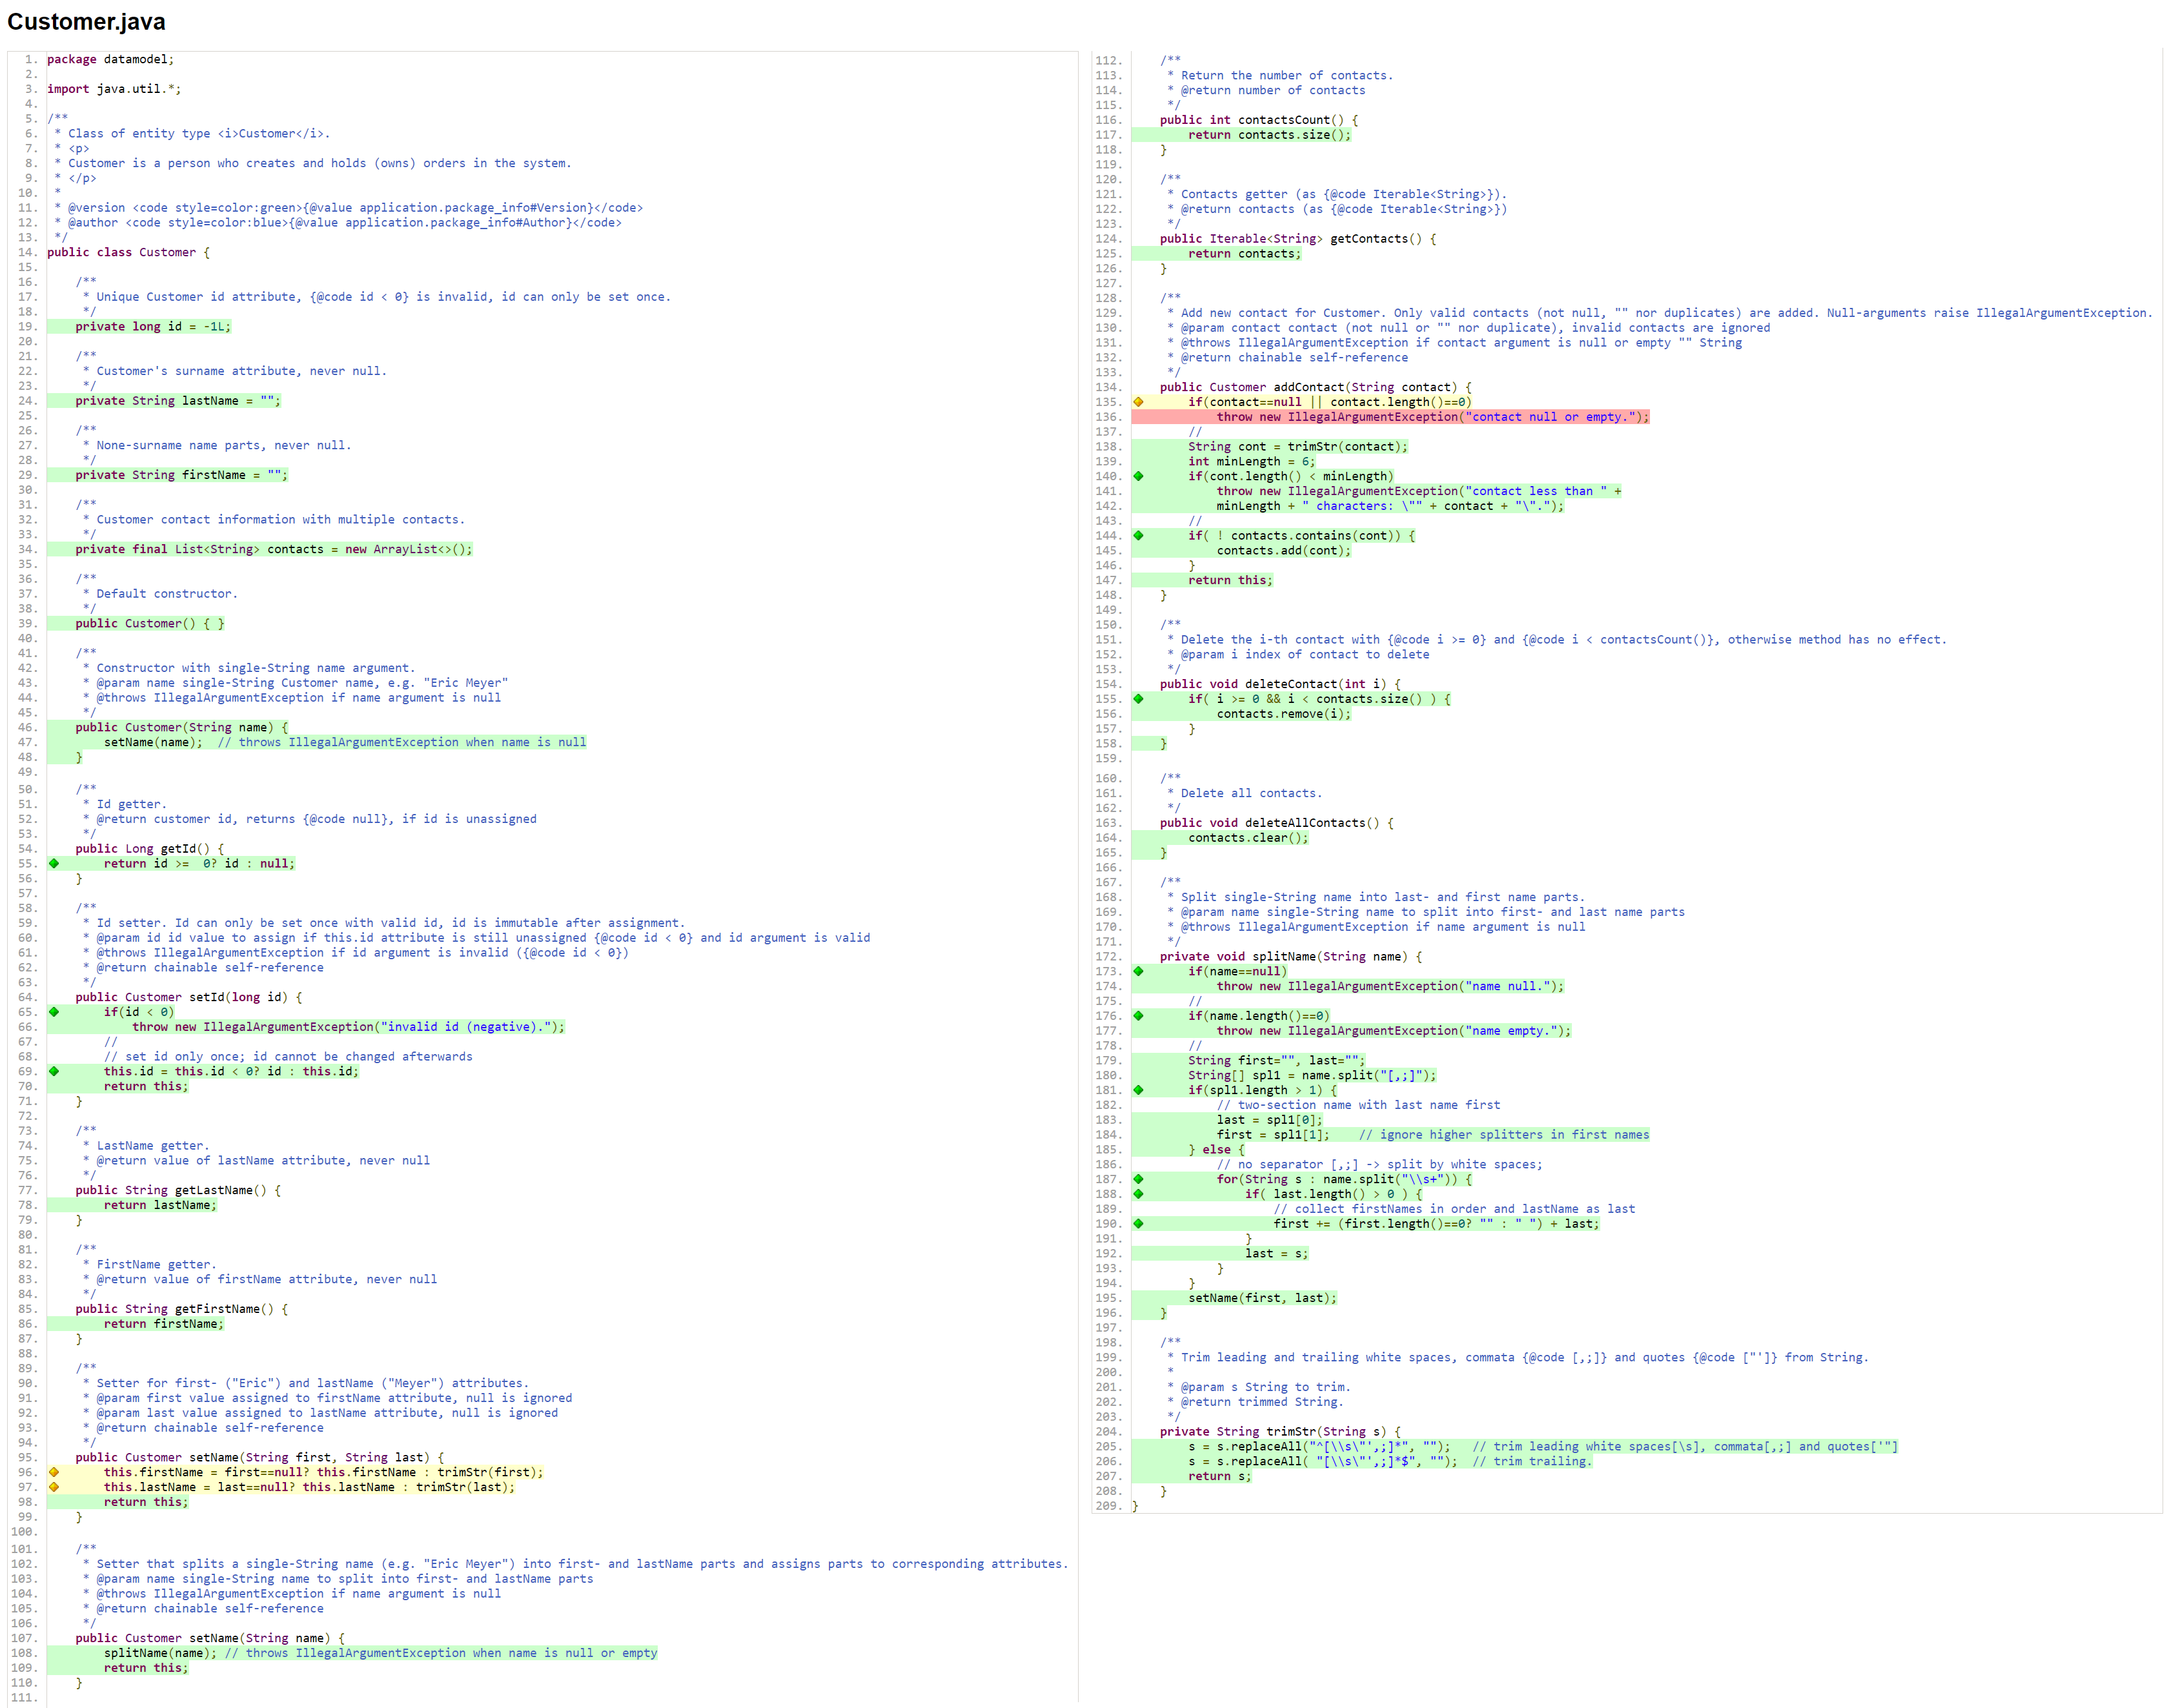 Customer.java
1. package datamodel;
2.
3. import java.util.*;
4.
5. /**
6.  * Class of entity type <i>Customer</i>.
7.  * <p>
8.  * Customer is a person who creates and holds (owns) orders in the system.
9.  * </p>
10.  *
11.  * @version <code style=color:green>{@value application.package_info#Version}</code>
12.  * @author <code style=color:blue>{@value application.package_info#Author}</code>
13.  */
14. public class Customer {
15.
16.     /**
17.      * Unique Customer id attribute, {@code id < 0} is invalid, id can only be set once.
18.      */
19.     private long id = -1L;
20.
21.     /**
22.      * Customer's surname attribute, never null.
23.      */
24.     private String lastName = "";
25.
26.     /**
27.      * None-surname name parts, never null.
28.      */
29.     private String firstName = "";
30.
31.     /**
32.      * Customer contact information with multiple contacts.
33.      */
34.     private final List<String> contacts = new ArrayList<>();
35.
36.     /**
37.      * Default constructor.
38.      */
39.     public Customer() { }
40.
41.     /**
42.      * Constructor with single-String name argument.
43.      * @param name single-String Customer name, e.g. "Eric Meyer"
44.      * @throws IllegalArgumentException if name argument is null
45.      */
46.     public Customer(String name) {
47.         setName(name);  // throws IllegalArgumentException when name is null
48.     }
49.
50.     /**
51.      * Id getter.
52.      * @return customer id, returns {@code null}, if id is unassigned
53.      */
54.     public Long getId() {
55.         return id >=  0? id : null;
56.     }
57.
58.     /**
59.      * Id setter. Id can only be set once with valid id, id is immutable after assignment.
60.      * @param id id value to assign if this.id attribute is still unassigned {@code id < 0} and id argument is valid
61.      * @throws IllegalArgumentException if id argument is invalid ({@code id < 0})
62.      * @return chainable self-reference
63.      */
64.     public Customer setId(long id) {
65.         if(id < 0)
66.             throw new IllegalArgumentException("invalid id (negative).");
67.         //
68.         // set id only once; id cannot be changed afterwards
69.         this.id = this.id < 0? id : this.id;
70.         return this;
71.     }
72.
73.     /**
74.      * LastName getter.
75.      * @return value of lastName attribute, never null
76.      */
77.     public String getLastName() {
78.         return lastName;
79.     }
80.
81.     /**
82.      * FirstName getter.
83.      * @return value of firstName attribute, never null
84.      */
85.     public String getFirstName() {
86.         return firstName;
87.     }
88.
89.     /**
90.      * Setter for first- ("Eric") and lastName ("Meyer") attributes.
91.      * @param first value assigned to firstName attribute, null is ignored
92.      * @param last value assigned to lastName attribute, null is ignored
93.      * @return chainable self-reference
94.      */
95.     public Customer setName(String first, String last) {
96.         this.firstName = first==null? this.firstName : trimStr(first);
97.         this.lastName = last==null? this.lastName : trimStr(last);
98.         return this;
99.     }
100.
101.     /**
102.      * Setter that splits a single-String name (e.g. "Eric Meyer") into first- and lastName parts and assigns parts to corresponding attributes.
103.      * @param name single-String name to split into first- and lastName parts
104.      * @throws IllegalArgumentException if name argument is null
105.      * @return chainable self-reference
106.      */
107.     public Customer setName(String name) {
108.         splitName(name); // throws IllegalArgumentException when name is null or empty
109.         return this;
110.     }
111.
112.     /**
113.      * Return the number of contacts.
114.      * @return number of contacts
115.      */
116.     public int contactsCount() {
117.         return contacts.size();
118.     }
119.
120.     /**
121.      * Contacts getter (as {@code Iterable<String>}).
122.      * @return contacts (as {@code Iterable<String>})
123.      */
124.     public Iterable<String> getContacts() {
125.         return contacts;
126.     }
127.
128.     /**
129.      * Add new contact for Customer. Only valid contacts (not null, "" nor duplicates) are added. Null-arguments raise IllegalArgumentException.
130.      * @param contact contact (not null or "" nor duplicate), invalid contacts are ignored
131.      * @throws IllegalArgumentException if contact argument is null or empty "" String
132.      * @return chainable self-reference
133.      */
134.     public Customer addContact(String contact) {
135.         if(contact==null || contact.length()==0)
136.             throw new IllegalArgumentException("contact null or empty.");
137.         //
138.         String cont = trimStr(contact);
139.         int minLength = 6;
140.         if(cont.length() < minLength)
141.             throw new IllegalArgumentException("contact less than " +
142.             minLength + " characters: \"" + contact + "\".");
143.         //
144.         if( ! contacts.contains(cont)) {
145.             contacts.add(cont);
146.         }
147.         return this;
148.     }
149.
150.     /**
151.      * Delete the i-th contact with {@code i >= 0} and {@code i < contactsCount()}, otherwise method has no effect.
152.      * @param i index of contact to delete
153.      */
154.     public void deleteContact(int i) {
155.         if( i >= 0 && i < contacts.size() ) {
156.             contacts.remove(i);
157.         }
158.     }
159.
160.     /**
161.      * Delete all contacts.
162.      */
163.     public void deleteAllContacts() {
164.         contacts.clear();
165.     }
166.
167.     /**
168.      * Split single-String name into last- and first name parts.
169.      * @param name single-String name to split into first- and last name parts
170.      * @throws IllegalArgumentException if name argument is null
171.      */
172.     private void splitName(String name) {
173.         if(name==null)
174.             throw new IllegalArgumentException("name null.");
175.         //
176.         if(name.length()==0)
177.             throw new IllegalArgumentException("name empty.");
178.         //
179.         String first="", last="";
180.         String[] spl1 = name.split("[,;]");
181.         if(spl1.length > 1) {
182.             // two-section name with last name first
183.             last = spl1[0];
184.             first = spl1[1];    // ignore higher splitters in first names
185.         } else {
186.             // no separator [,;] -> split by white spaces;
187.             for(String s : name.split("\\s+")) {
188.                 if( last.length() > 0 ) {
189.                     // collect firstNames in order and lastName as last
190.                     first += (first.length()==0? "" : " ") + last;
191.                 }
192.                 last = s;
193.             }
194.         }
195.         setName(first, last);
196.     }
197.
198.     /**
199.      * Trim leading and trailing white spaces, commata {@code [,;]} and quotes {@code ["']} from String.
200.      *
201.      * @param s String to trim.
202.      * @return trimmed String.
203.      */
204.     private String trimStr(String s) {
205.         s = s.replaceAll("^[\\s\"',;]*", "");   // trim leading white spaces[\s], commata[,;] and quotes['"]
206.         s = s.replaceAll( "[\\s\"',;]*$", "");  // trim trailing.
207.         return s;
208.     }
209. }